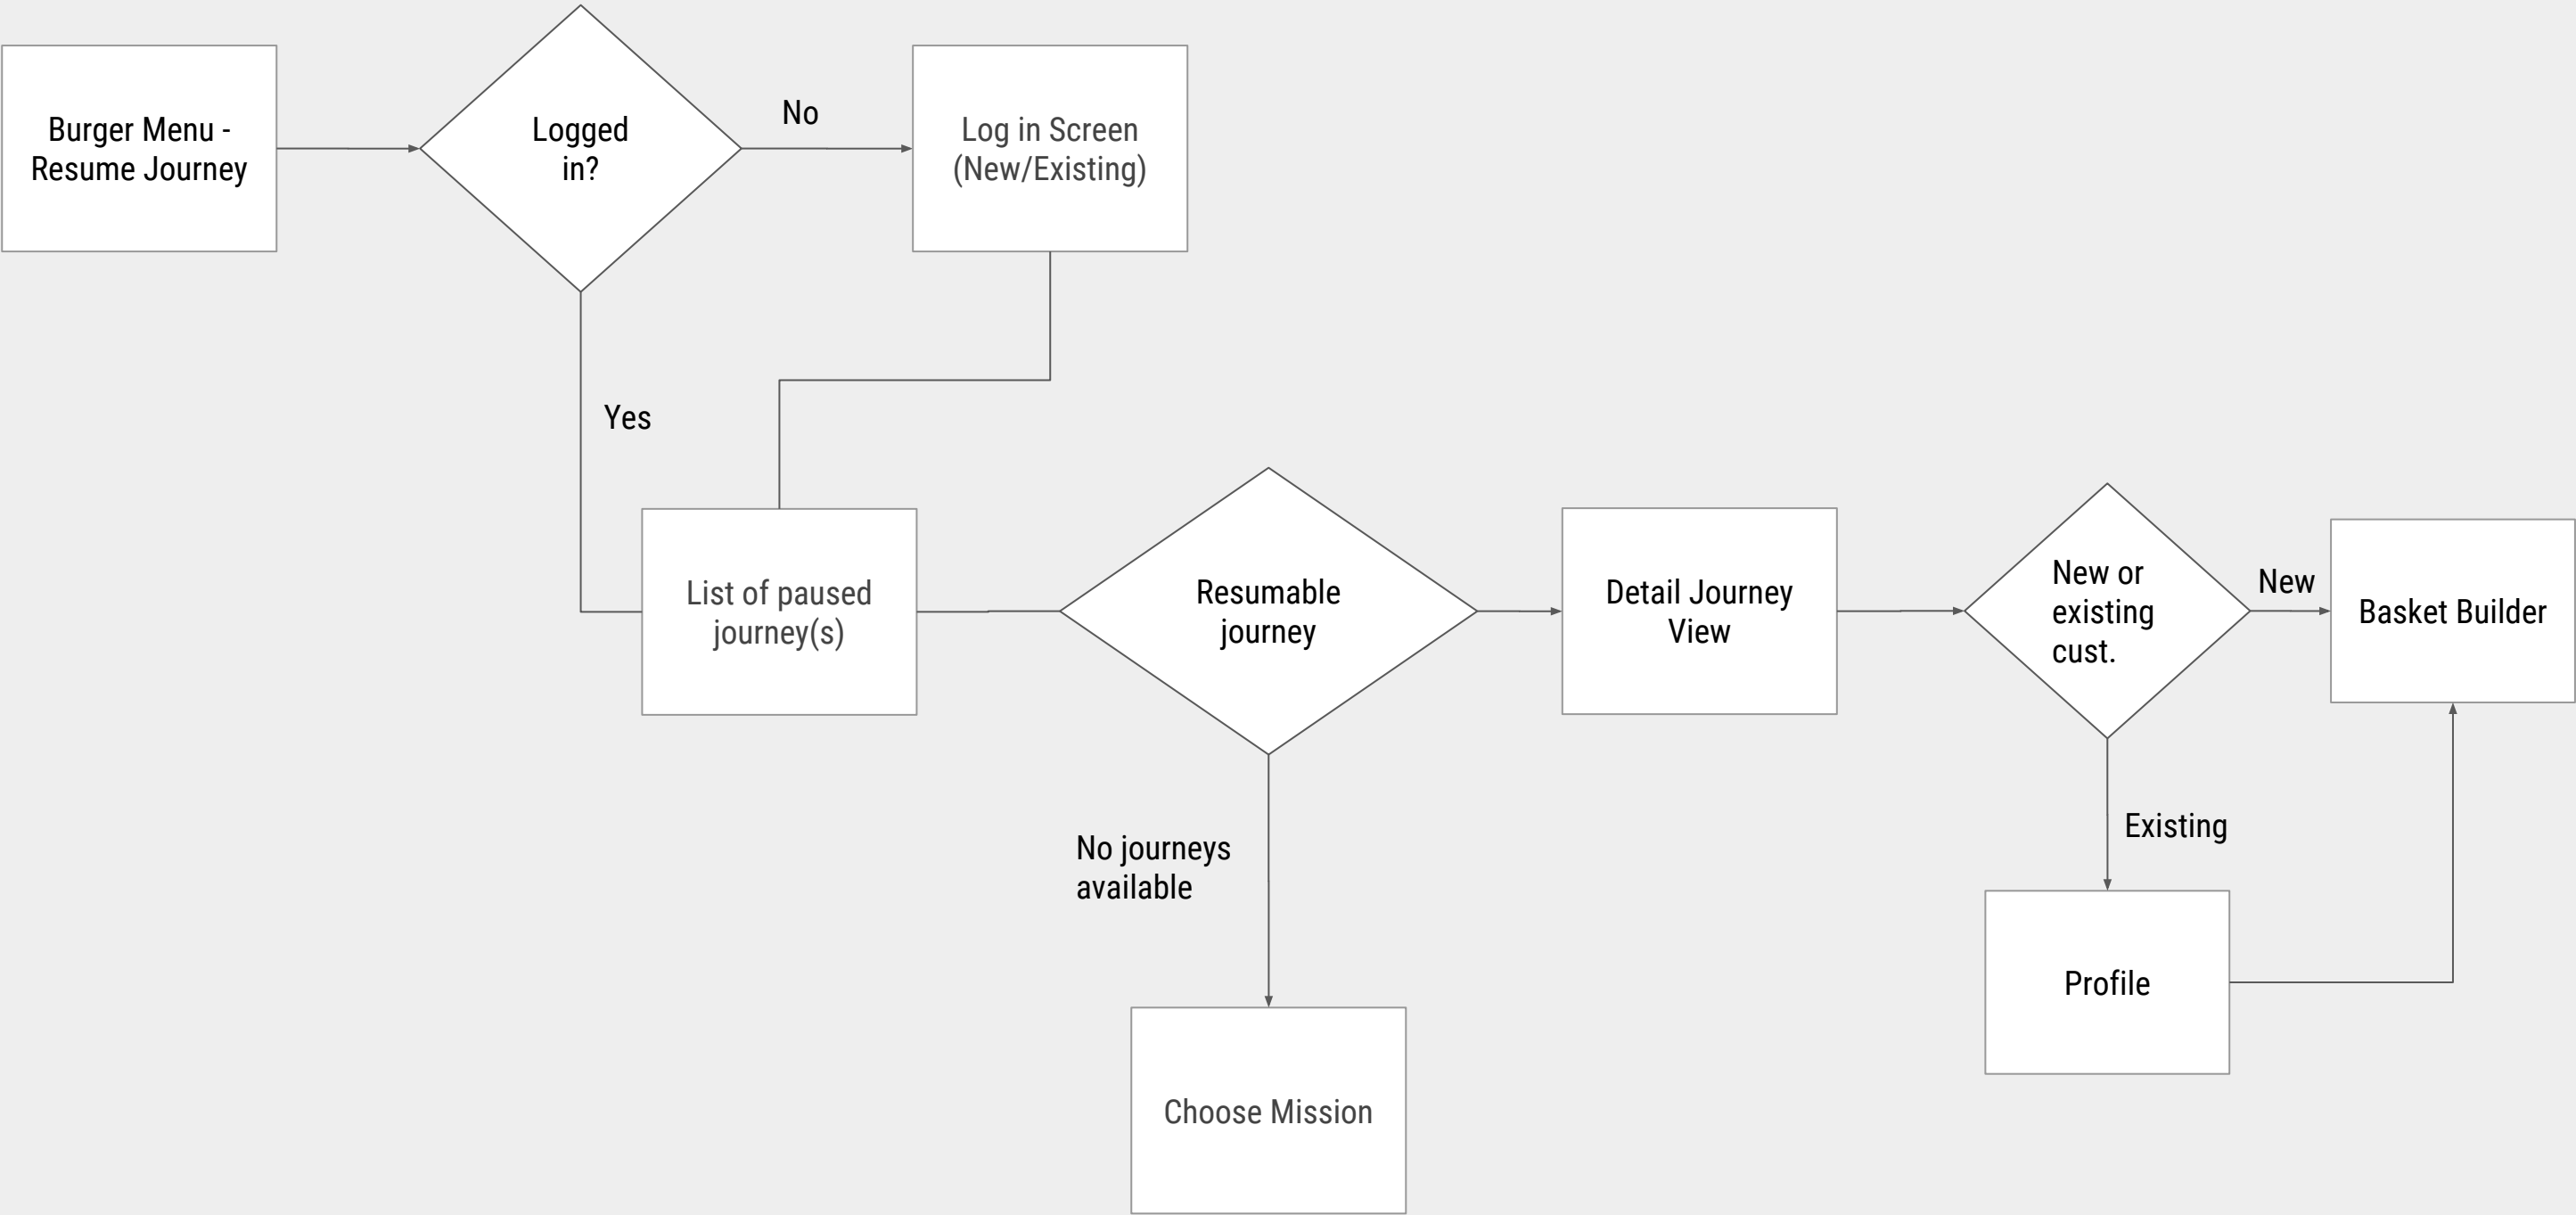 Burger Menu -
Resume Journey
Logged
in?
No
Log in Screen
(New/Existing)
Yes
List of paused
journey(s)
Resumable
journey
Detail Journey
View
New or
existing
cust.
New
Basket Builder
No journeys
available
Existing
Profile
Choose Mission